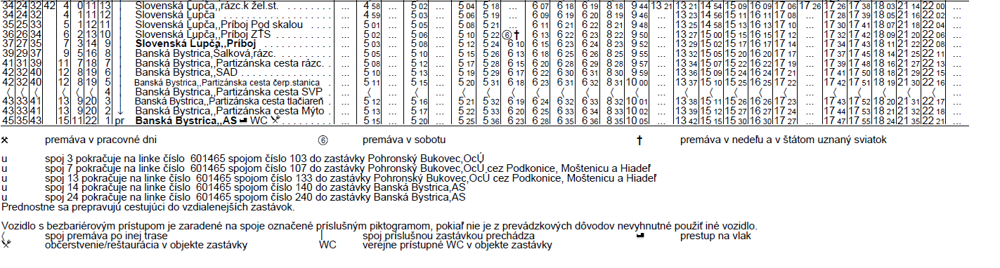 34 24 32 42 4 0 11 13 Slovenská Ľupča,,rázc.k žel.st. ... 4 58 ... 5 02 ... 5 04 5 18 ... 6 07 6 18 6 19 8 18 9 44 13 21 13 21 14 54 15 09 16 09 17 06 17 26 17 26 17 38 18 03 21 14 22 00 ...
34 24 32 4 1 11 12 Slovenská Ľupča ... 4 59 ... 5 03 ... 5 06 5 19 ... 6 09 6 19 6 20 8 19 9 46 ... 13 23 14 56 15 11 16 11 17 08 ... 17 28 17 40 18 05 21 16 22 02 ...
35 25 33 5 1 12 11 Slovenská Ľupča,,Príboj Pod skalou ... 5 01 ... 5 05 ... 5 08 5 21 ... 6 11 6 21 6 22 8 21 9 48 ... 13 25 14 58 15 13 16 13 17 10 ... 17 30 17 41 18 07 21 18 22 04 ...
36 26 34 6 2 13 10 Slovenská Ľupča,,Príboj ZŤS ... 5 02 ... 5 06 ... 5 10 5 22 ⑥✝ 6 13 6 22 6 23 8 22 9 50 ... 13 27 15 00 15 15 16 15 17 12 ... 17 32 17 42 18 09 21 20 22 06 ...
37 27 35 7 3 14 9 Slovenská Ľupča,,Príboj ... 5 03 ... 5 08 ... 5 12 5 24 6 10 6 15 6 23 6 24 8 23 9 52 ... 13 29 15 02 15 17 16 17 17 14 ... 17 34 17 43 18 11 21 22 22 08 ...
39 29 37 9 5 16 8 Banská Bystrica,Šalková,rázc. ... 5 05 ... 5 10 ... 5 15 5 26 6 13 6 18 6 25 6 26 8 25 9 55 ... 13 32 15 05 15 20 16 20 17 17 ... 17 37 17 45 18 14 21 25 22 11 ...
41 31 39 11 7 18 7 Banská Bystrica,,Partizánska cesta rázc. ... 5 08 ... 5 12 ... 5 17 5 28 6 15 6 20 6 28 6 29 8 28 9 57 ... 13 34 15 07 15 22 16 22 17 19 ... 17 39 17 48 18 16 21 27 22 13 ...
42 32 40 12 8 19 6 Banská Bystrica,,SAD ... 5 10 ... 5 13 ... 5 19 5 29 6 17 6 22 6 30 6 31 8 30 9 59 ... 13 36 15 09 15 24 16 24 17 21 ... 17 41 17 50 18 18 21 29 22 15 ...
42 32 40 12 8 19 5 Banská Bystrica,,Partizánska cesta čerp.stanica ... 5 11 ... 5 15 ... 5 20 5 31 6 18 6 23 6 31 6 32 8 31 10 00 ... 13 37 15 10 15 25 16 25 17 22 ... 17 42 17 51 18 19 21 30 22 16 ...
〈 〈 〈 〈 〈 〈 4 Banská Bystrica,,Partizánska cesta SVP ... 〈 ... 〈 ... 〈 〈 〈 〈 〈 〈 〈 〈 ... 〈 〈 〈 〈 〈 ... 〈 〈 〈 〈 〈 ...
43 33 41 13 9 20 3 Banská Bystrica,,Partizánska cesta tlačiareň ... 5 12 ... 5 16 ... 5 21 5 32 6 19 6 24 6 32 6 33 8 32 10 01 ... 13 38 15 11 15 26 16 26 17 23 ... 17 43 17 52 18 20 21 31 22 17 ...
43 33 41 13 9 20 2 ↓ Banská Bystrica,,Partizánska cesta Mýto ... 5 13 ... 5 17 ... 5 22 5 33 6 20 6 25 6 33 6 34 8 33 10 02 ... 13 39 15 12 15 27 16 27 17 24 ... 17 44 17 53 18 21 21 32 22 18 ...
45 35 43 15 11 22 1 pr Banská Bystrica,,AS WC ... 5 15 ... 5 20 ... 5 25 5 36 6 23 6 28 6 35 6 36 8 35 10 05 ... 13 42 15 15 15 30 16 30 17 27 ... 17 47 17 55 18 24 21 35 22 21 ...
premáva v pracovné dni ⑥ premáva v sobotu ✝ premáva v nedeľu a v štátom uznaný sviatok
u spoj 3 pokračuje na linke číslo 601465 spojom číslo 103 do zastávky Pohronský Bukovec,OcÚ
u spoj 7 pokračuje na linke číslo 601465 spojom číslo 107 do zastávky Pohronský Bukovec,OcÚ cez Podkonice, Moštenicu a Hiadeľ
u spoj 13 pokračuje na linke číslo 601465 spojom číslo 133 do zastávky Pohronský Bukovec,OcÚ cez Podkonice, Moštenicu a Hiadeľ
u spoj 14 pokračuje na linke číslo 601465 spojom číslo 140 do zastávky Banská Bystrica,AS
u spoj 24 pokračuje na linke číslo 601465 spojom číslo 240 do zastávky Banská Bystrica,AS
Prednostne sa prepravujú cestujúci do vzdialenejších zastávok.
Vozidlo s bezbariérovým prístupom je zaradené na spoje označené príslušným piktogramom, pokiaľ nie je z prevádzkových dôvodov nevyhnutné použiť iné vozidlo.
〈 spoj premáva po inej trase | spoj príslušnou zastávkou prechádza prestup na vlak
občerstvenie/reštaurácia v objekte zastávky WC verejne prístupné WC v objekte zastávky